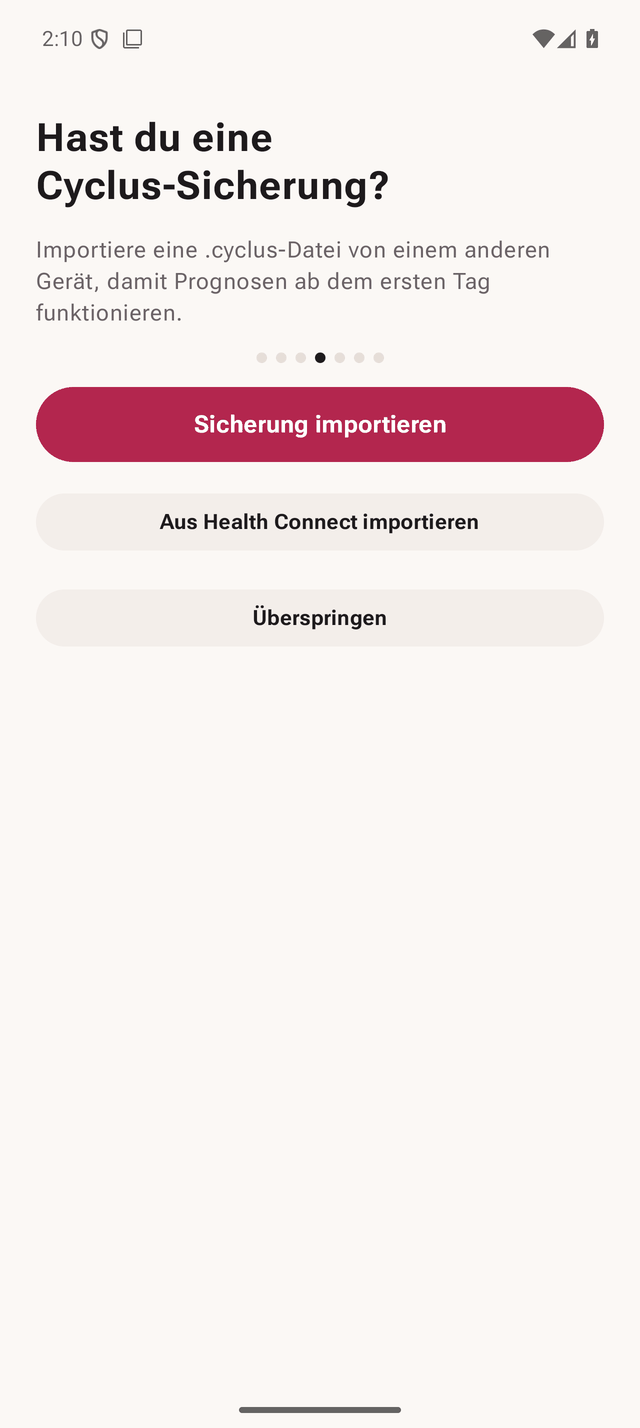 2:10
Hast du eine
Cyclus-Sicherung?
Importiere eine .cyclus-Datei von einem anderen
Gerät, damit Prognosen ab dem ersten Tag
funktionieren.
Sicherung importieren
Aus Health Connect importieren
Überspringen